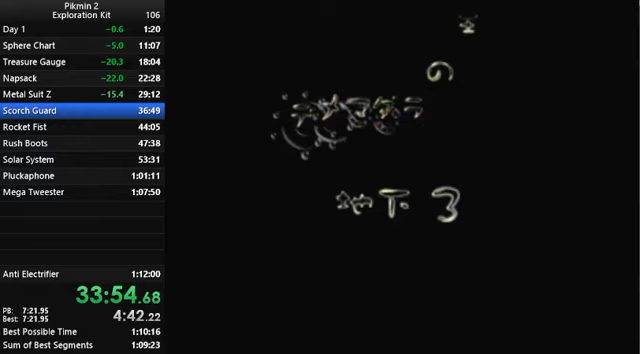 Pikmin 2
Exploration Kit 106
Day 1 −0.6 1:20
Sphere Chart −5.0 11:07
Treasure Gauge −20.3 18:04
Napsack −22.0 22:28
Metal Suit Z −15.4 29:12
Scorch Guard 36:49
Rocket Fist 44:05
Rush Boots 47:38
Solar System 53:31
Pluckaphone 1:01:11
Mega Tweester 1:07:50
Anti Electrifier 1:12:00
33:54.68
PB: 7:21.95
Best: 7:21.95
4:42.22
Best Possible Time 1:10:16
Sum of Best Segments 1:09:23
の
地下 3